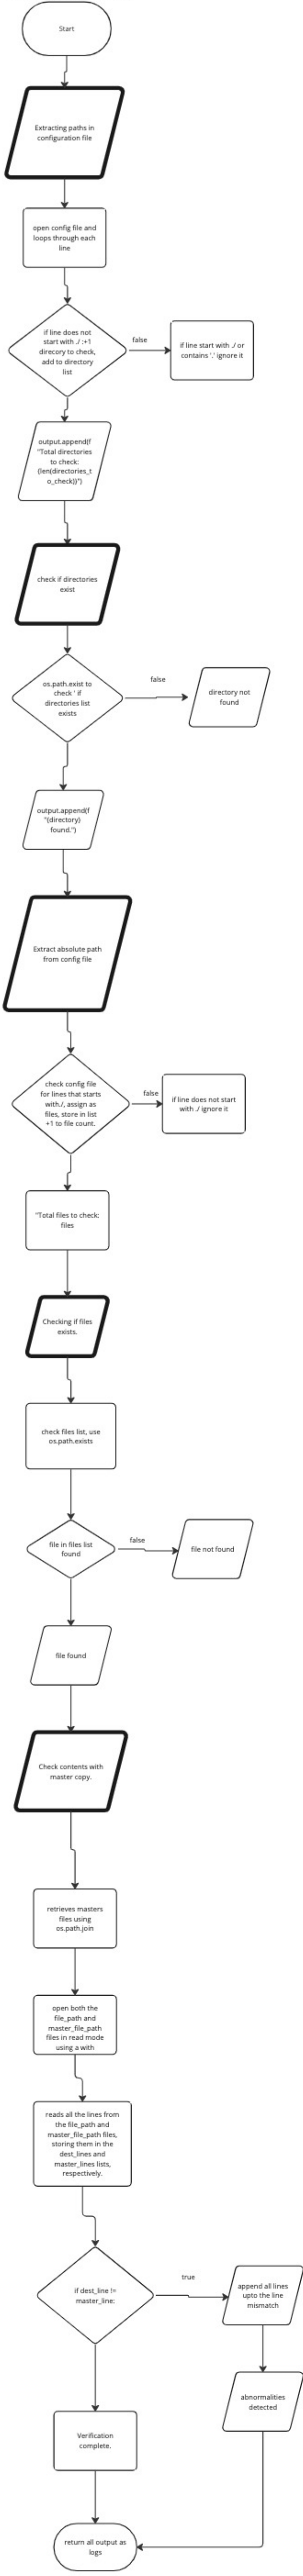 Start
Extracting paths in
configuration file
open config file and
loops through each
line
if line does not
start with ./ :+1
direcory to check,
add to directory
list
false
if line start with ./ or
contains '.' ignore it
output.append(f
"Total directories
to check:
{len(directories_t
o_check)}")
check if directories
exist
os.path.exist to
check ' if
directories list
exists
false
directory not
found
output.append(f
"{directory}
found.")
Extract absolute path
from config file
check config file
for lines that starts
with./, assign as
files, store in list
+1 to file count.
false
if line does not start
with ./ ignore it
"Total files to check:
files
Checking if files
exists.
check files list, use
os.path.exists
file in files list
found
false
file not found
file found
Check contents with
master copy.
retrieves masters
files using
os.path.join
open both the
file_path and
master_file_path
files in read mode
using a with
reads all the lines from
the file_path and
master_file_path files,
storing them in the
dest_lines and
master_lines lists,
respectively.
if dest_line !=
master_line:
true
append all lines
upto the line
mismatch
abnormalities
detected
Verification
complete.
return all output as
logs